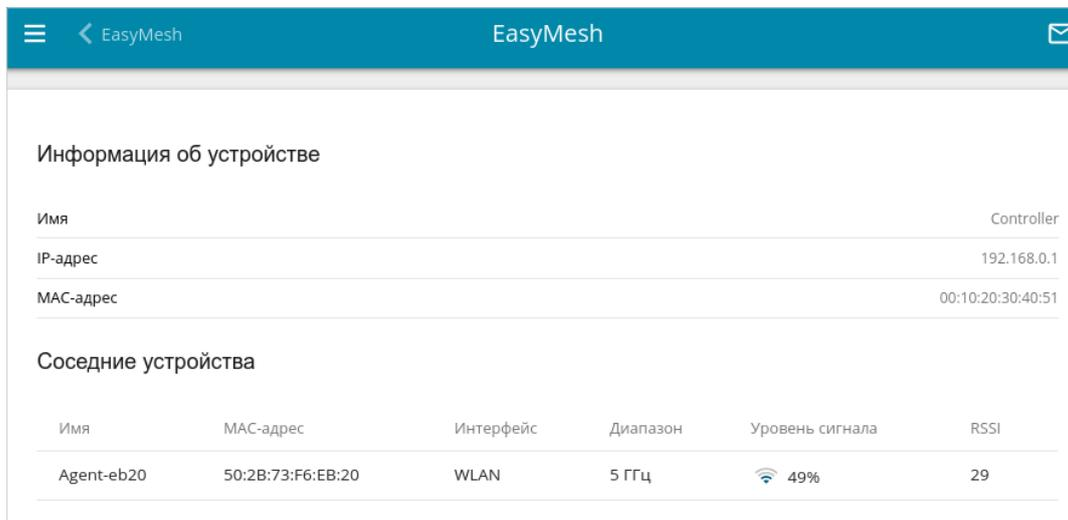 EasyMesh EasyMesh
Информация об устройстве
Имя Controller
IP-адрес 192.168.0.1
MAC-адрес 00:10:20:30:40:51
Соседние устройства
Имя MAC-адрес Интерфейс Диапазон Уровень сигнала RSSI
Agent-eb20 50:2B:73:F6:EB:20 WLAN 5 ГГц 49% 29